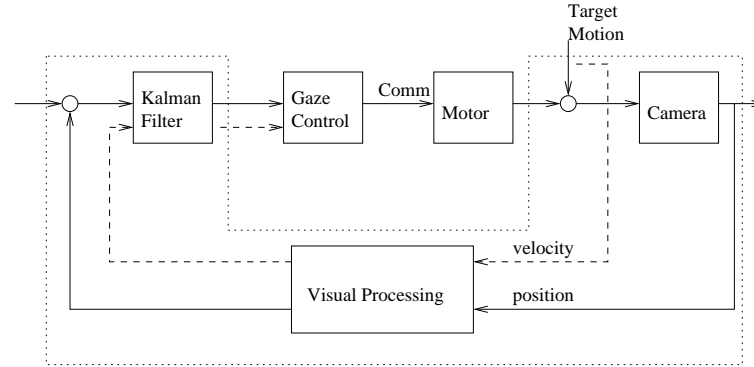 Target
Motion
Kalman
Filter
Gaze
Control
Comm
Motor
Camera
velocity
Visual Processing
position